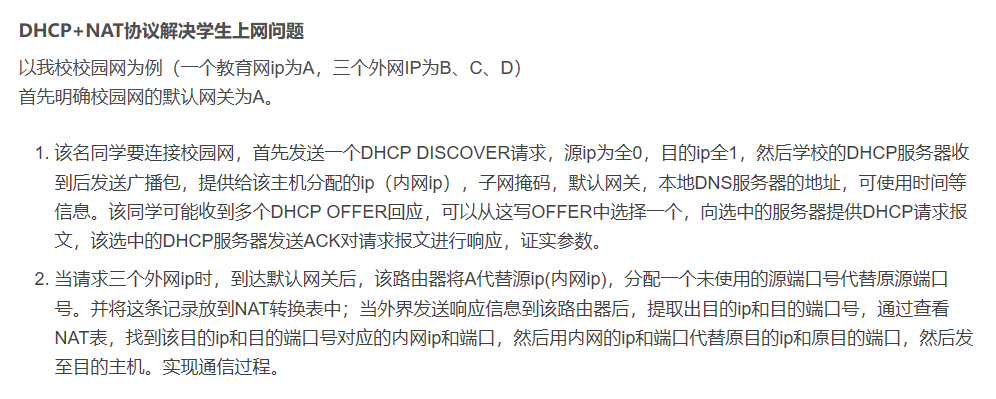 DHCP+NAT协议解决学生上网问题
以我校校园网为例（一个教育网ip为A，三个外网IP为B、C、D）
首先明确校园网的默认网关为A。
1. 该名同学要连接校园网，首先发送一个DHCP DISCOVER请求，源ip为全0，目的ip全1，然后学校的DHCP服务器收
到后发送广播包，提供给该主机分配的ip（内网ip），子网掩码，默认网关，本地DNS服务器的地址，可使用时间等
信息。该同学可能收到多个DHCP OFFER回应，可以从这写OFFER中选择一个，向选中的服务器提供DHCP请求报
文，该选中的DHCP服务器发送ACK对请求报文进行响应，证实参数。
2. 当请求三个外网ip时，到达默认网关后，该路由器将A代替源ip(内网ip)，分配一个未使用的源端口号代替原源端口
号。并将这条记录放到NAT转换表中；当外界发送响应信息到该路由器后，提取出目的ip和目的端口号，通过查看
NAT表，找到该目的ip和目的端口号对应的内网ip和端口，然后用内网的ip和端口代替原目的ip和原目的端口，然后发
至目的主机。实现通信过程。